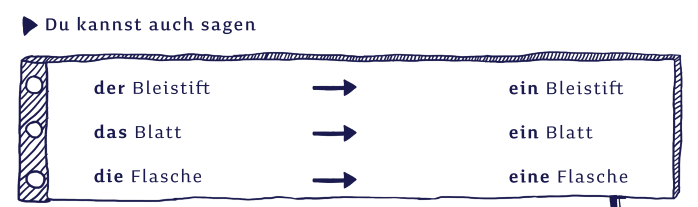 Du kannst auch sagen
der Bleistift ein Bleistift
das Blatt ein Blatt
die Flasche eine Flasche